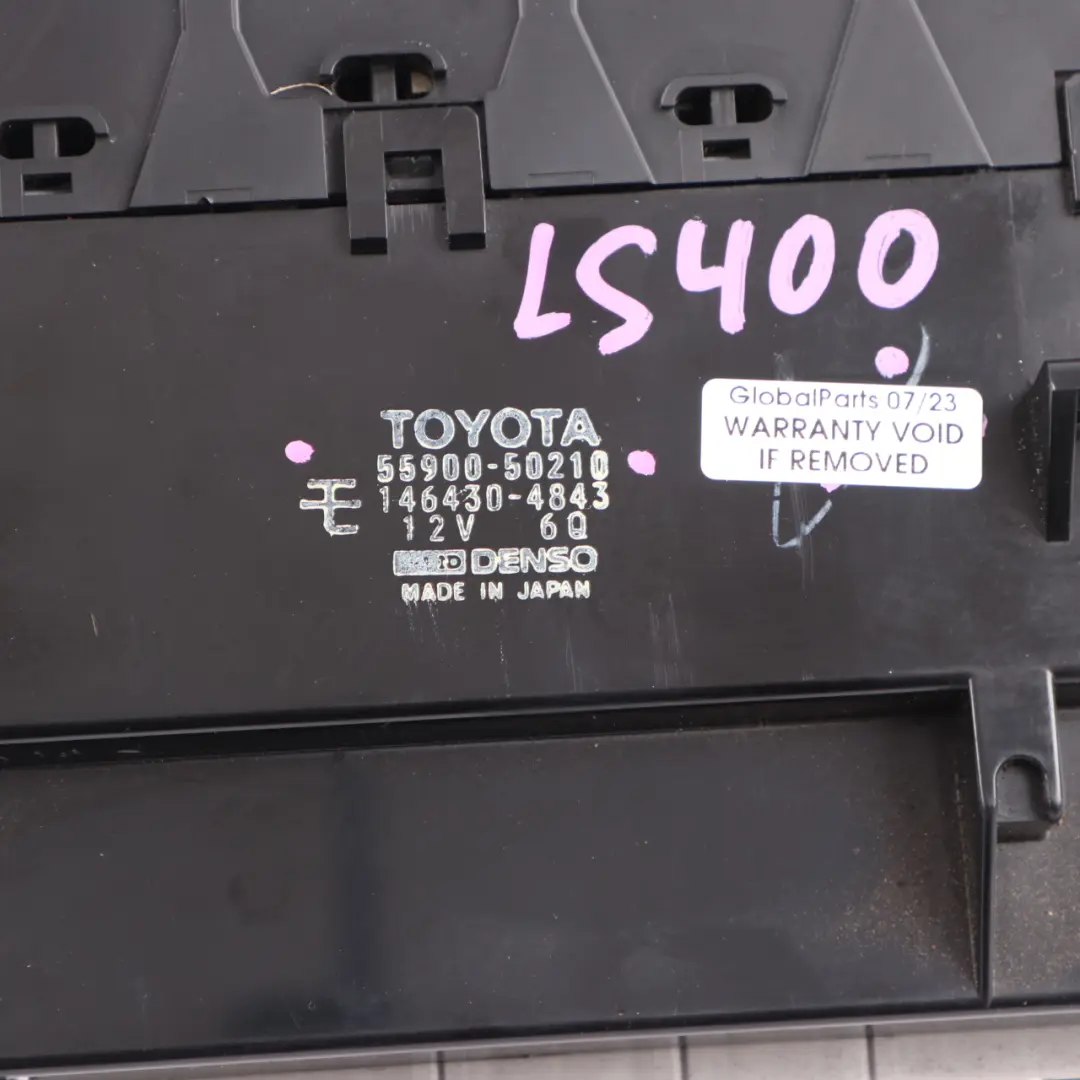 LS400
GlobalParts 07/23
WARRANTY VOID
IF REMOVED
TOYOTA
55900-50210
146430-4843
モ
12V 6Q
DENSO
MADE IN JAPAN